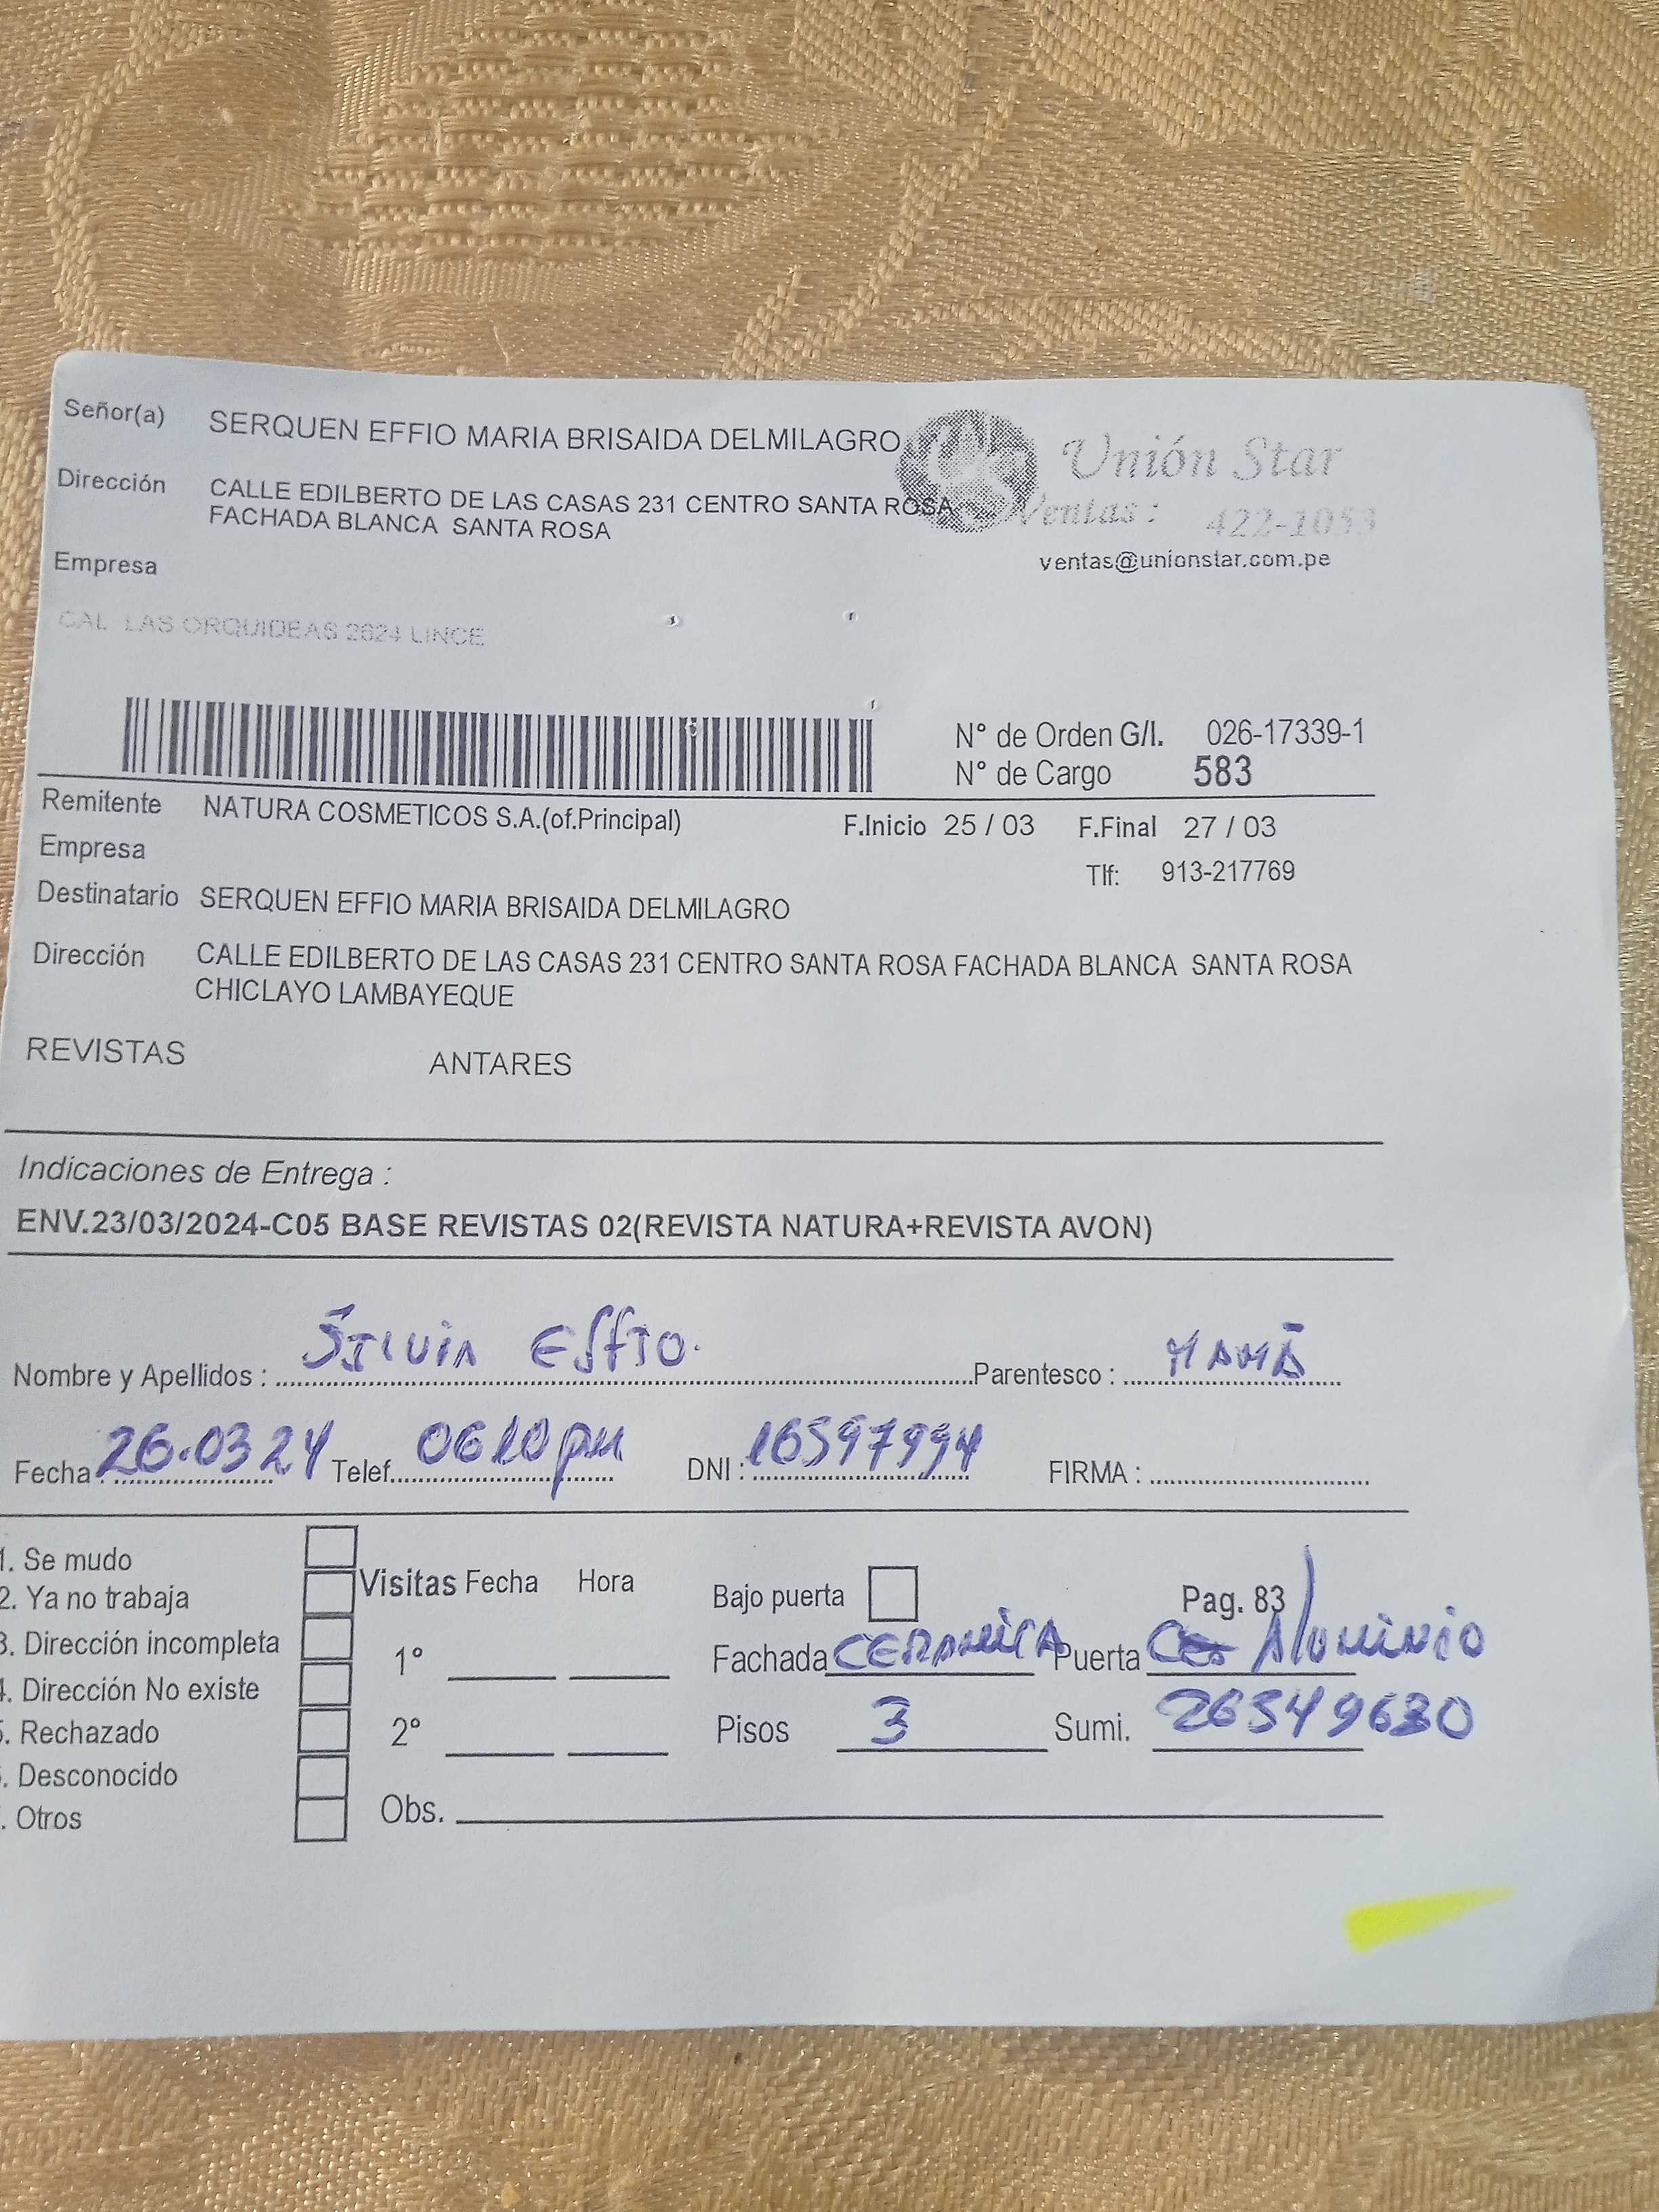 Señor(a) SERQUEN EFFIO MARIA BRISAIDA DELMILAGRO
Unión Star
Dirección CALLE EDILBERTO DE LAS CASAS 231 CENTRO SANTA ROSA
FACHADA BLANCA SANTA ROSA
Ventas: 422-1053
ventas@unionstar.com.pe
Empresa
CAL LAS ORQUIDEAS 2624 LINCE
N° de Orden G/I. 026-17339-1
N° de Cargo 583
Remitente NATURA COSMETICOS S.A.(of.Principal) F.Inicio 25 / 03 F.Final 27 / 03
Empresa
Tlf: 913-217769
Destinatario SERQUEN EFFIO MARIA BRISAIDA DELMILAGRO
Dirección CALLE EDILBERTO DE LAS CASAS 231 CENTRO SANTA ROSA FACHADA BLANCA SANTA ROSA
CHICLAYO LAMBAYEQUE
REVISTAS ANTARES
Indicaciones de Entrega :
ENV.23/03/2024-C05 BASE REVISTAS 02(REVISTA NATURA+REVISTA AVON)
Nombre y Apellidos : SILVIA EFFIO. Parentesco : MAMÁ
Fecha : 26.03 24 Telef. 06 10 pm DNI : 16597994 FIRMA :
1. Se mudo
2. Ya no trabaja
3. Dirección incompleta
4. Dirección No existe
5. Rechazado
. Desconocido
. Otros
Visitas Fecha Hora
1°
2°
Obs.
Bajo puerta Pag. 83
Fachada CERAMICA Puerta Aluminio
Pisos 3 Sumi. 26549630